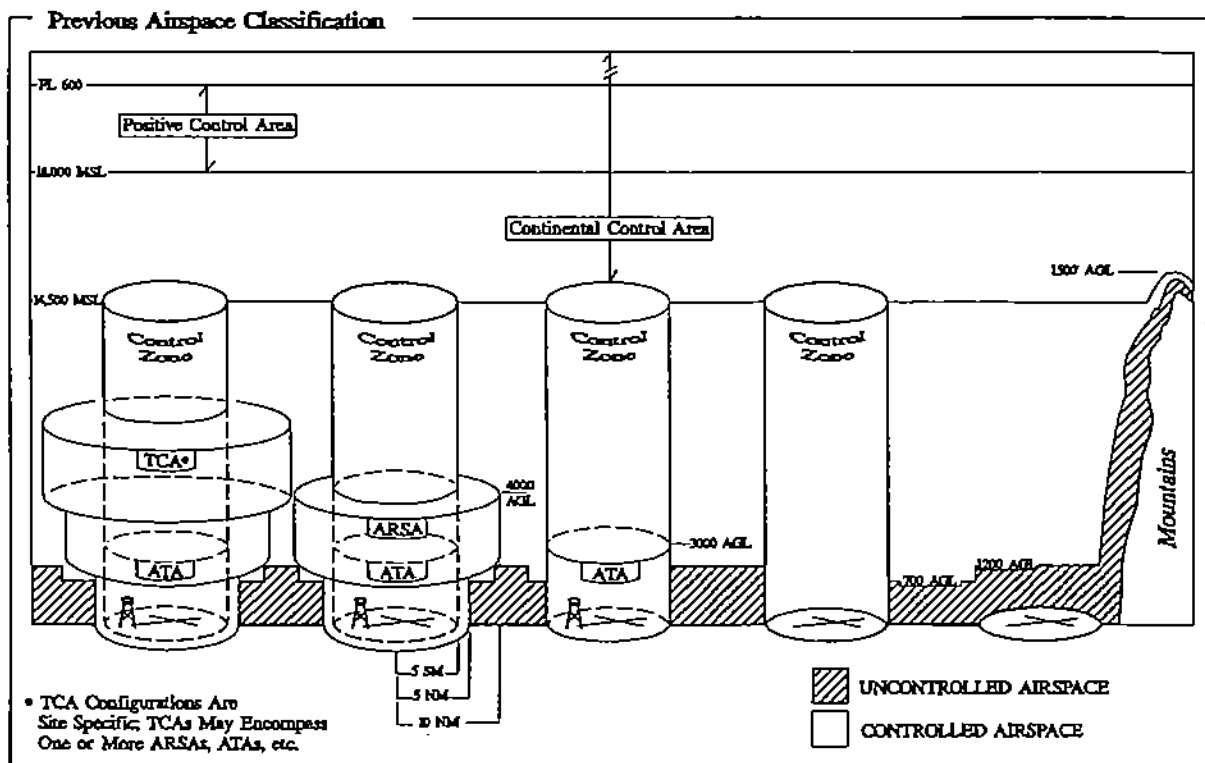 Previous Airspace Classification
FL 600
Positive Control Area
18,000 MSL
Continental Control Area
1500' AGL
14,500 MSL
Control
Zone
Control
Zone
Control
Zone
Control
Zone
TCA*
4000
AGL
ARSA
3000 AGL
ATA
ATA
ATA
700 AGL
1200 AGL
Mountains
5 SM
5 NM
10 NM
* TCA Configurations Are
Site Specific; TCAs May Encompass
One or More ARSAs, ATAs, etc.
UNCONTROLLED AIRSPACE
CONTROLLED AIRSPACE